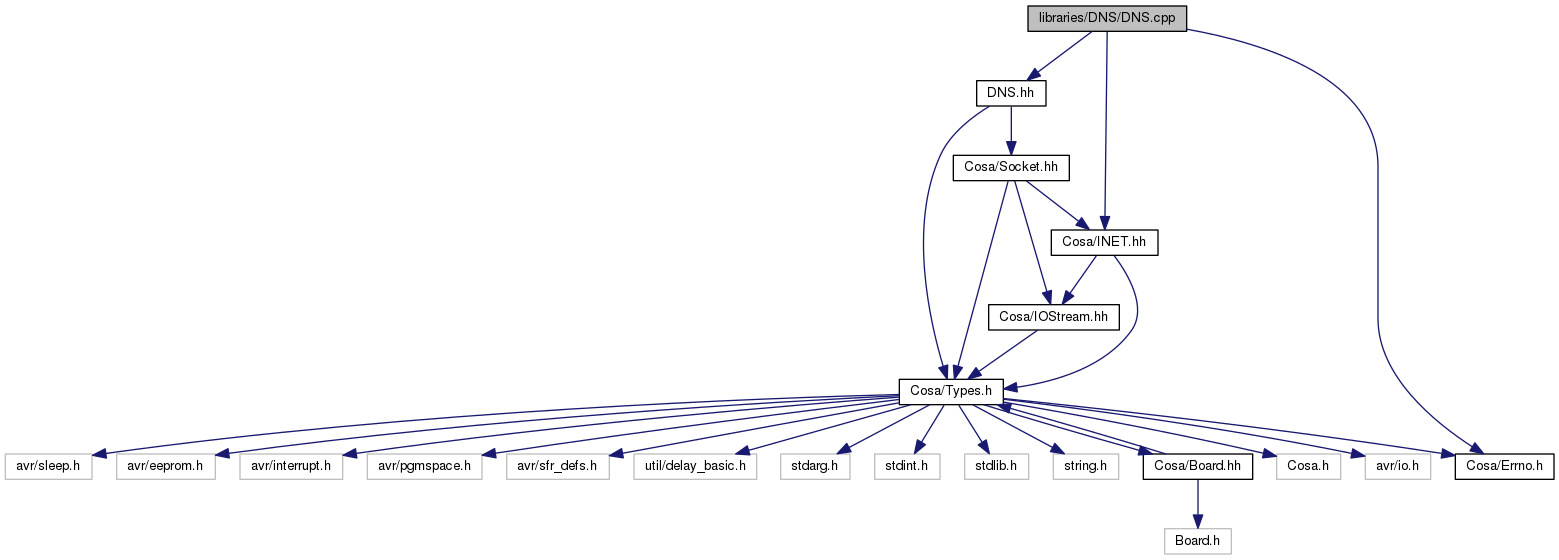 libraries/DNS/DNS.cpp
DNS.hh
Cosa/Socket.hh
Cosa/INET.hh
Cosa/IOStream.hh
Cosa/Types.h
avr/sleep.h
avr/eeprom.h
avr/interrupt.h
avr/pgmspace.h
avr/sfr_defs.h
util/delay_basic.h
stdarg.h
stdint.h
stdlib.h
string.h
Cosa/Board.hh
Cosa.h
avr/io.h
Cosa/Errno.h
Board.h